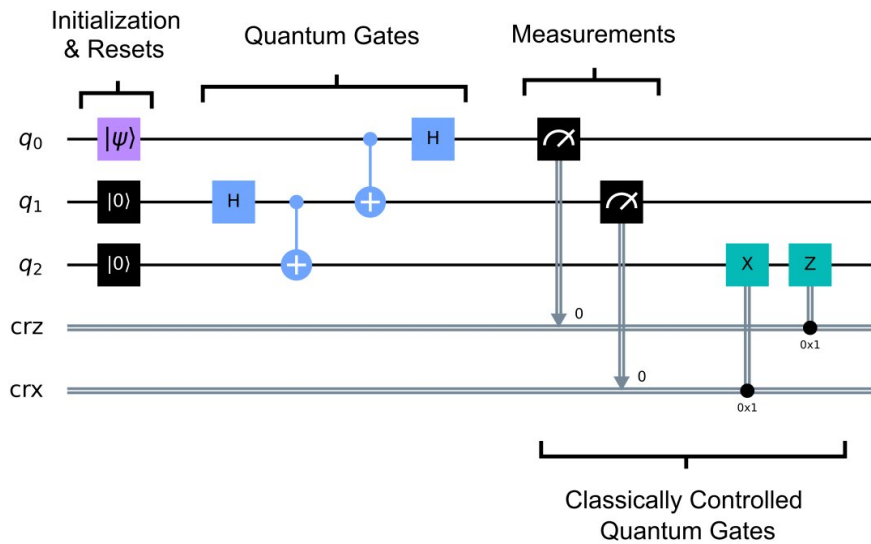 Initialization
& Resets
Quantum Gates
Measurements
q0 |ψ⟩ H
q1 |0⟩ H
q2 |0⟩ X Z
crz 0
0x1
crx 0
0x1
Classically Controlled
Quantum Gates